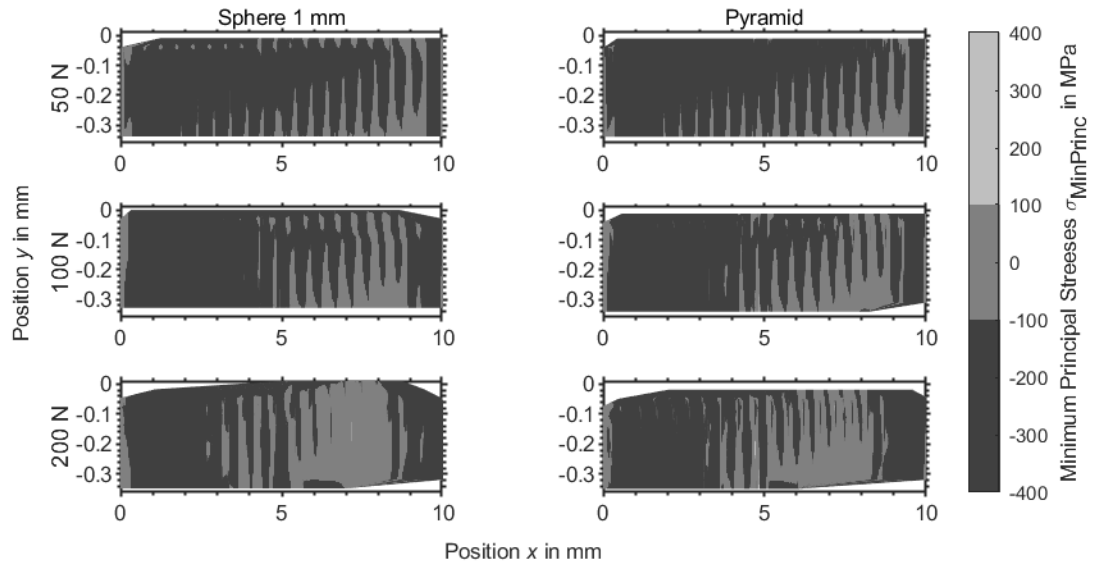 Sphere 1 mm
Pyramid
50 N
0
-0.1
-0.2
-0.3
0 5 10
0
-0.1
-0.2
-0.3
0 5 10
100 N
0
-0.1
-0.2
-0.3
0 5 10
0
-0.1
-0.2
-0.3
0 5 10
200 N
0
-0.1
-0.2
-0.3
0 5 10
0
-0.1
-0.2
-0.3
0 5 10
Position y in mm
Position x in mm
400
300
200
100
0
-100
-200
-300
-400
Minimum Principal Streeses σMinPrinc in MPa